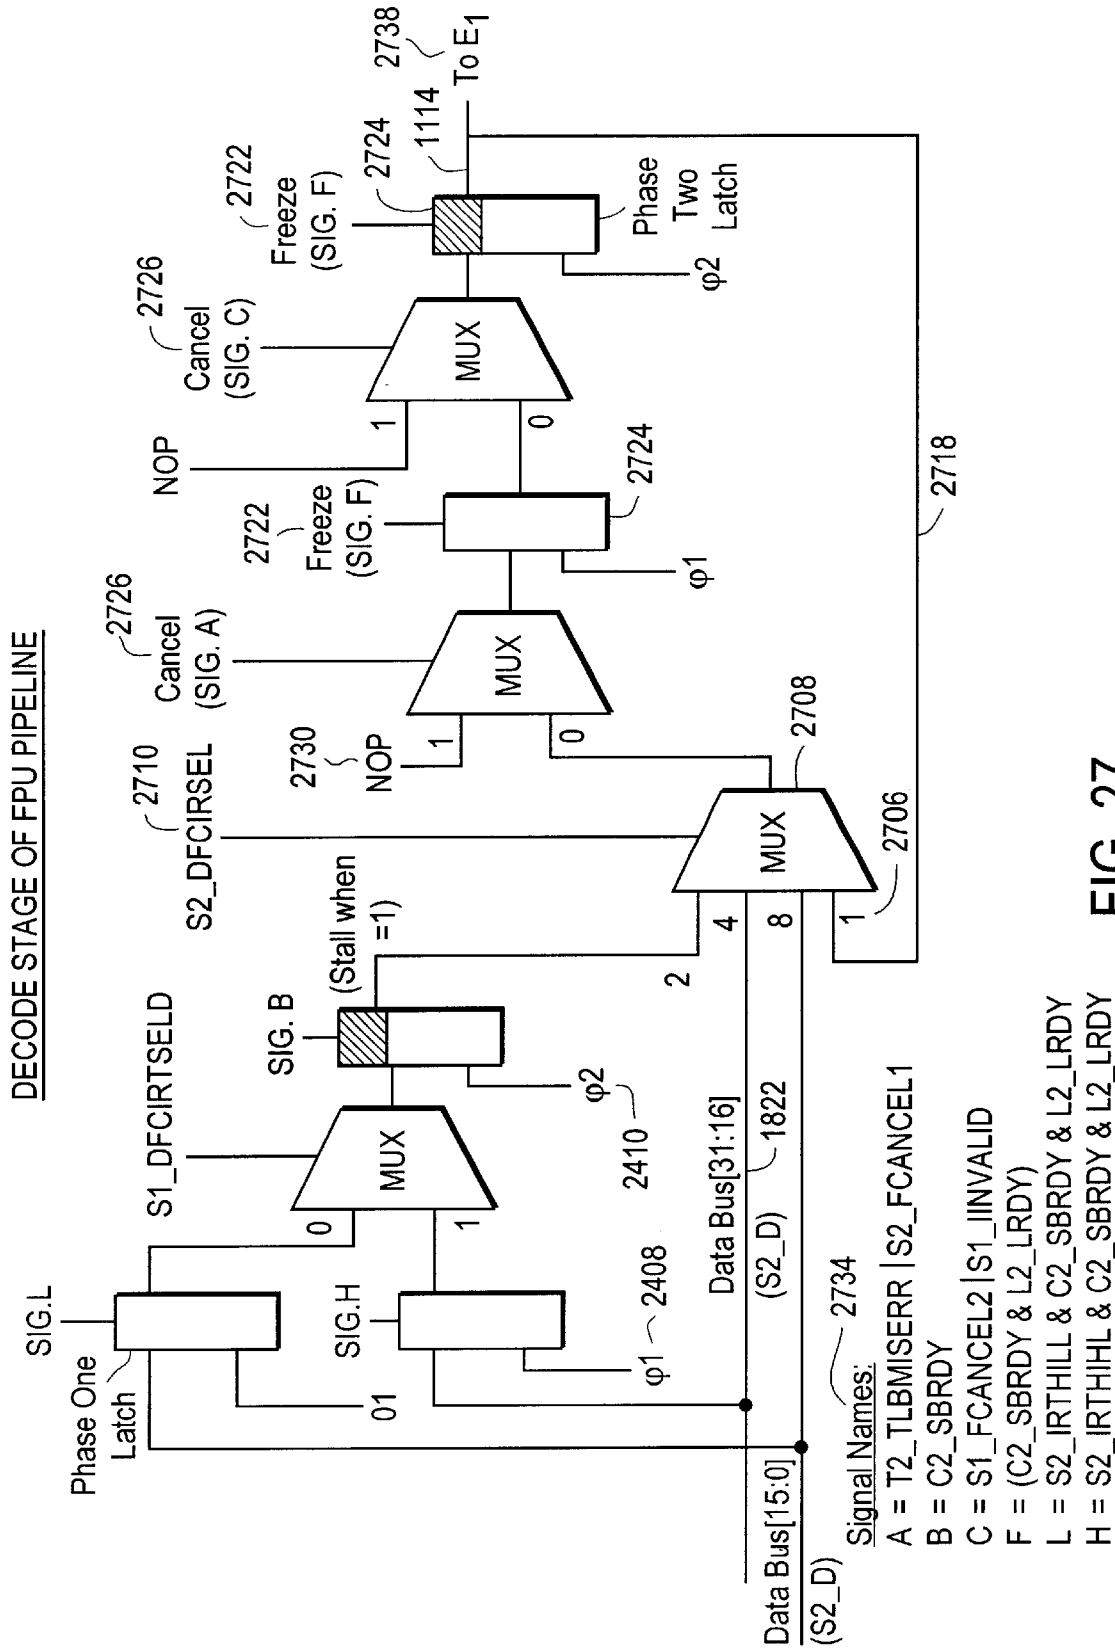 DECODE STAGE OF FPU PIPELINE
SIG.L
Phase One
Latch
01
SIG.H
φ1
2408
S1_DFCIRTSELD
0
1
MUX
SIG. B
(Stall when
=1)
φ2
2410
Data Bus[31:16]
1822
(S2_D)
Data Bus[15:0]
(S2_D)
S2_DFCIRSEL
2710
2
4
8
1
MUX
2708
2706
2730
NOP
1
0
MUX
Cancel
(SIG. A)
2726
2722
Freeze
(SIG. F)
φ1
2724
NOP
1
0
MUX
Cancel
(SIG. C)
2726
Freeze
(SIG. F)
2722
2724
1114
φ2
Phase
Two
Latch
To E1
2738
2718
Signal Names:
2734
A = T2_TLBMISERR | S2_FCANCEL1
B = C2_SBRDY
C = S1_FCANCEL2 | S1_IINVALID
F = (C2_SBRDY & L2_LRDY)
L = S2_IRTHILL & C2_SBRDY & L2_LRDY
H = S2_IRTHIHL & C2_SBRDY & L2_LRDY
FIG. 27